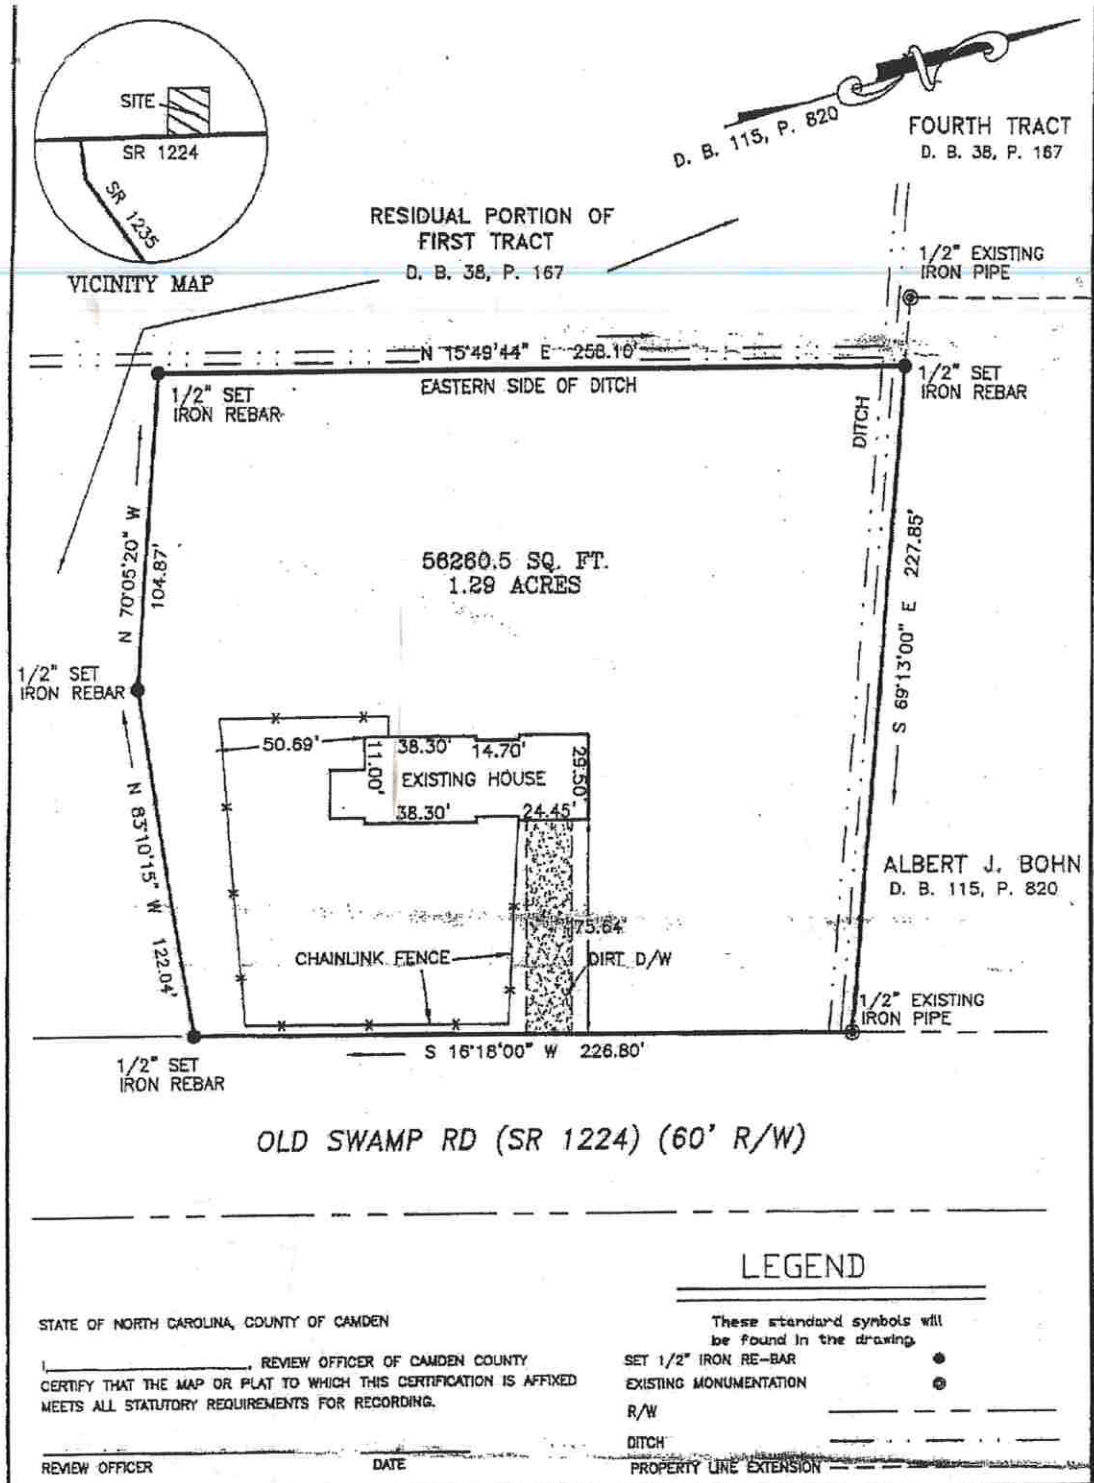 SITE
SR 1224
SR 1235
VICINITY MAP
D. B. 115, P. 820
FOURTH TRACT
D. B. 38, P. 167
RESIDUAL PORTION OF
FIRST TRACT
D. B. 38, P. 167
1/2" EXISTING
IRON PIPE
N 15°49'44" E 258.10'
EASTERN SIDE OF DITCH
1/2" SET
IRON REBAR
1/2" SET
IRON REBAR
DITCH
N 70°05'20" W
104.87'
56260.5 SQ. FT.
1.29 ACRES
S 69°13'00" E 227.85'
1/2" SET
IRON REBAR
50.69'
11.00'
38.30'
14.70'
29.50'
EXISTING HOUSE
38.30'
24.45'
N 83°10'15" W 122.04'
ALBERT J. BOHN
D. B. 115, P. 820
75.64'
CHAINLINK FENCE
DIRT D/W
1/2" EXISTING
IRON PIPE
S 16°18'00" W 226.80'
1/2" SET
IRON REBAR
OLD SWAMP RD (SR 1224) (60' R/W)
LEGEND
These standard symbols will
be found in the drawing.
SET 1/2" IRON RE-BAR
EXISTING MONUMENTATION
R/W
DITCH
PROPERTY LINE EXTENSION
STATE OF NORTH CAROLINA, COUNTY OF CAMDEN
I,____________________, REVIEW OFFICER OF CAMDEN COUNTY
CERTIFY THAT THE MAP OR PLAT TO WHICH THIS CERTIFICATION IS AFFIXED
MEETS ALL STATUTORY REQUIREMENTS FOR RECORDING.
REVIEW OFFICER DATE